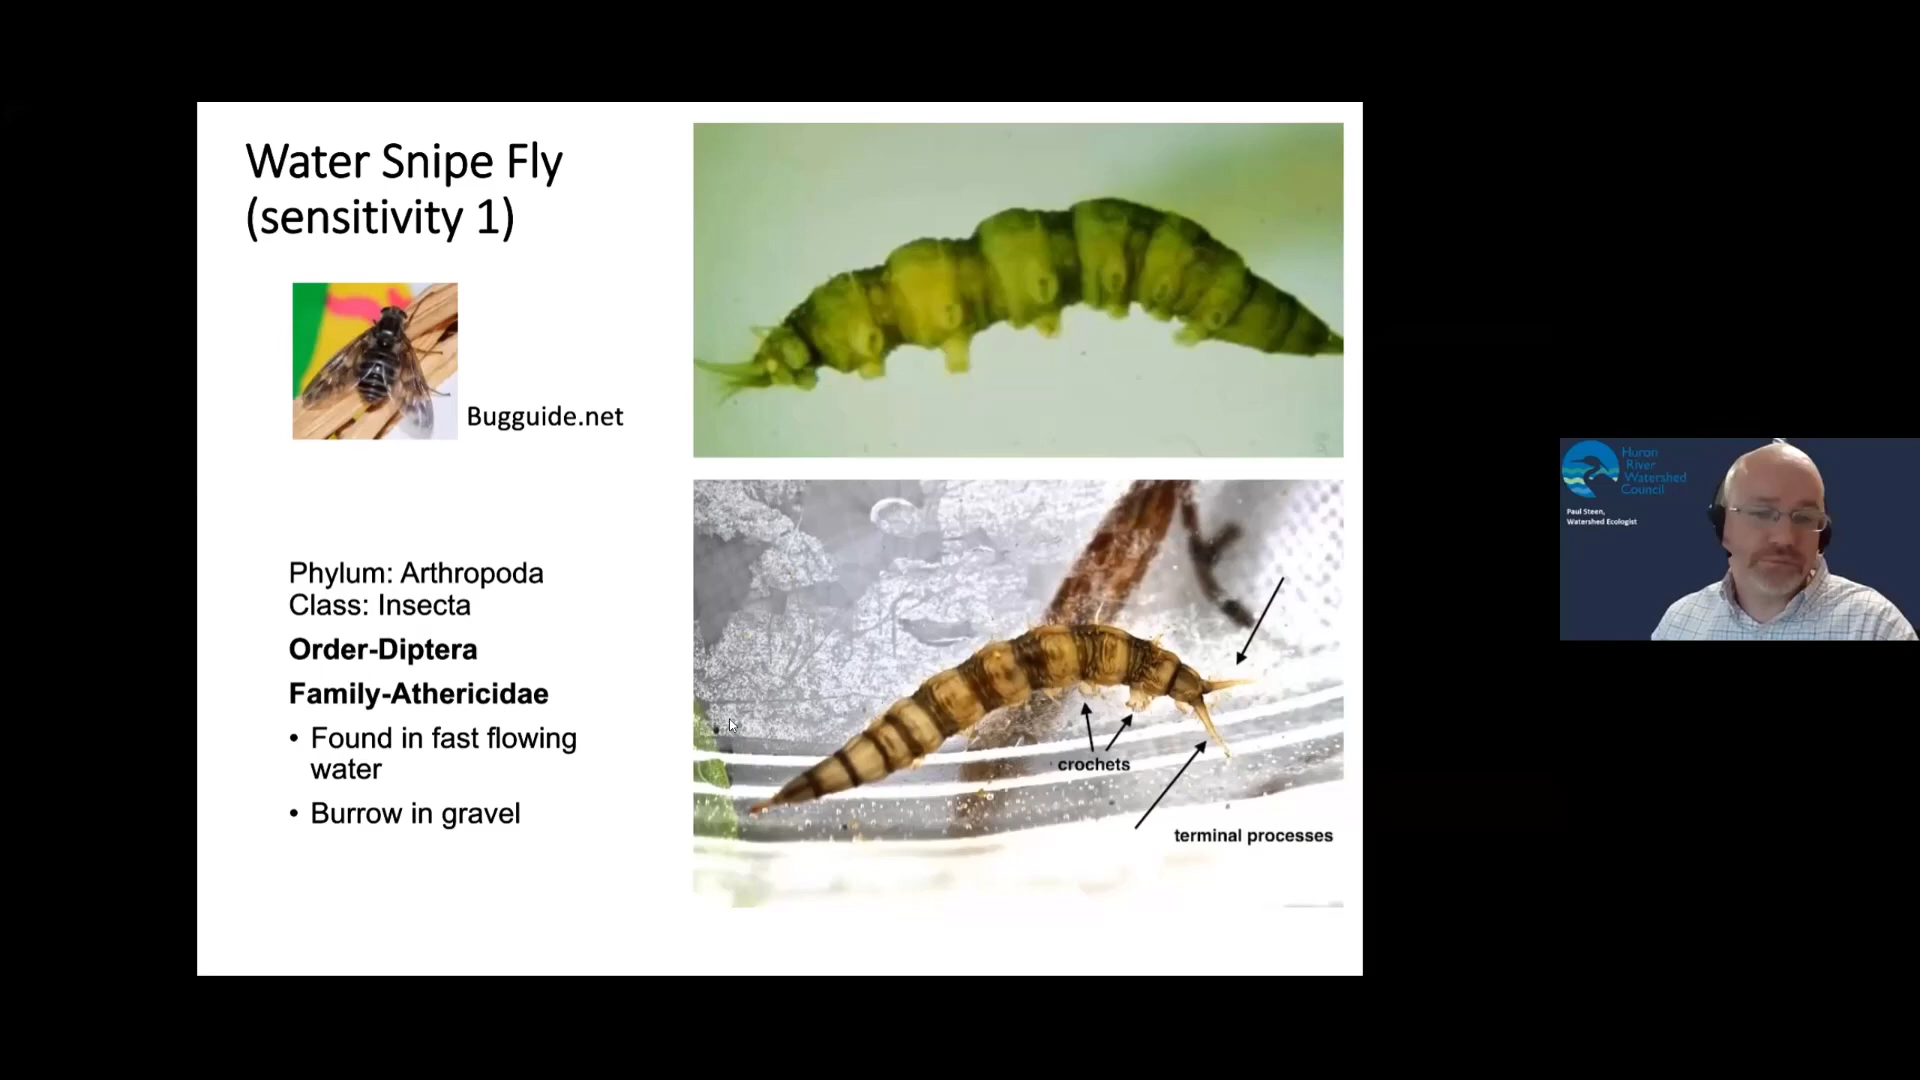 Water Snipe Fly
(sensitivity 1)
Bugguide.net
Phylum: Arthropoda
Class: Insecta
Order-Diptera
Family-Athericidae
• Found in fast flowing
water
• Burrow in gravel
crochets
terminal processes
Huron
River
Watershed
Council
Paul Steen,
Watershed Ecologist